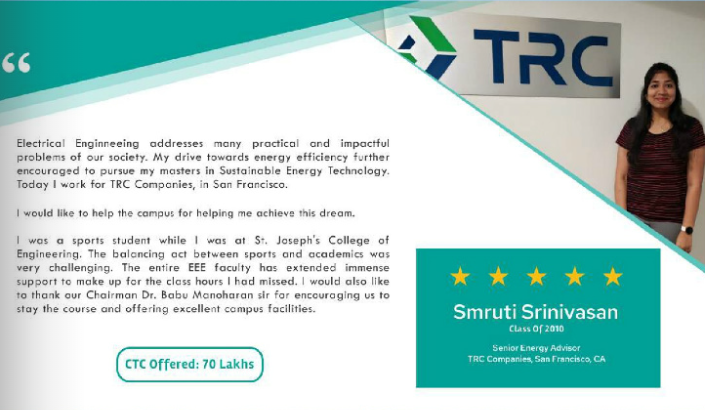 “
TRC
Electrical Enginneeing addresses many practical and impactful
problems of our society. My drive towards energy efficiency further
encouraged to pursue my masters in Sustainable Energy Technology.
Today I work for TRC Companies, in San Francisco.
I would like to help the campus for helping me achieve this dream.
I was a sports student while I was at St. Joseph's College of
Engineering. The balancing act between sports and academics was
very challenging. The entire EEE faculty has extended immense
support to make up for the class hours I had missed. I would also like
to thank our Chairman Dr. Babu Manoharan sir for encouraging us to
stay the course and offering excellent campus facilities.
CTC Offered: 70 Lakhs
Smruti Srinivasan
Class Of 2010
Senior Energy Advisor
TRC Companies, San Francisco, CA